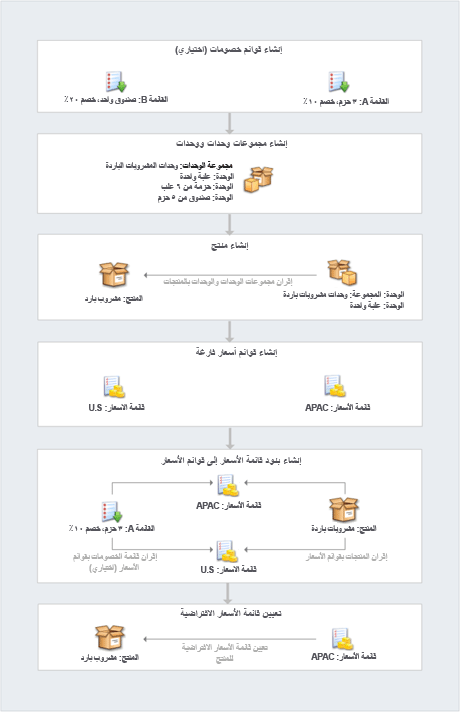 إنشاء قوائم خصومات (اختياري)
القائمة A: ٣ حزم، خصم ١٠٪
القائمة B: صندوق واحد، خصم ٢٠٪
إنشاء مجموعات وحدات ووحدات
مجموعة الوحدات: وحدات المشروبات الباردة
الوحدة: علبة واحدة
الوحدة: حزمة من ٦ علب
الوحدة: صندوق من ٥ حزم
إنشاء منتج
إقران مجموعات الوحدات والوحدات بالمنتجات
المنتج: مشروب بارد
الوحدة: المجموعة: وحدات مشروبات باردة
الوحدة: علبة واحدة
إنشاء قوائم أسعار فارغة
قائمة الأسعار: APAC
قائمة الأسعار: U.S
إنشاء بنود قائمة الأسعار إلى قوائم الأسعار
قائمة الأسعار: APAC
المنتج: مشروبات باردة
القائمة A: ٣ حزم، خصم ١٠٪
إقران المنتجات بقوائم الأسعار
إقران قائمة الخصومات بقوائم
الأسعار (اختياري)
قائمة الأسعار: U.S
تعيين قائمة الأسعار الافتراضية
قائمة الأسعار: APAC
تعيين قائمة الأسعار الافتراضية
للمنتج
المنتج: مشروب بارد